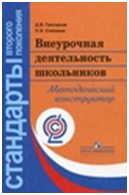 стандарты
второго
поколения
Д.В. Григорьев
П.В. Степанов
Внеурочная
деятельность
школьников
Методический
конструктор